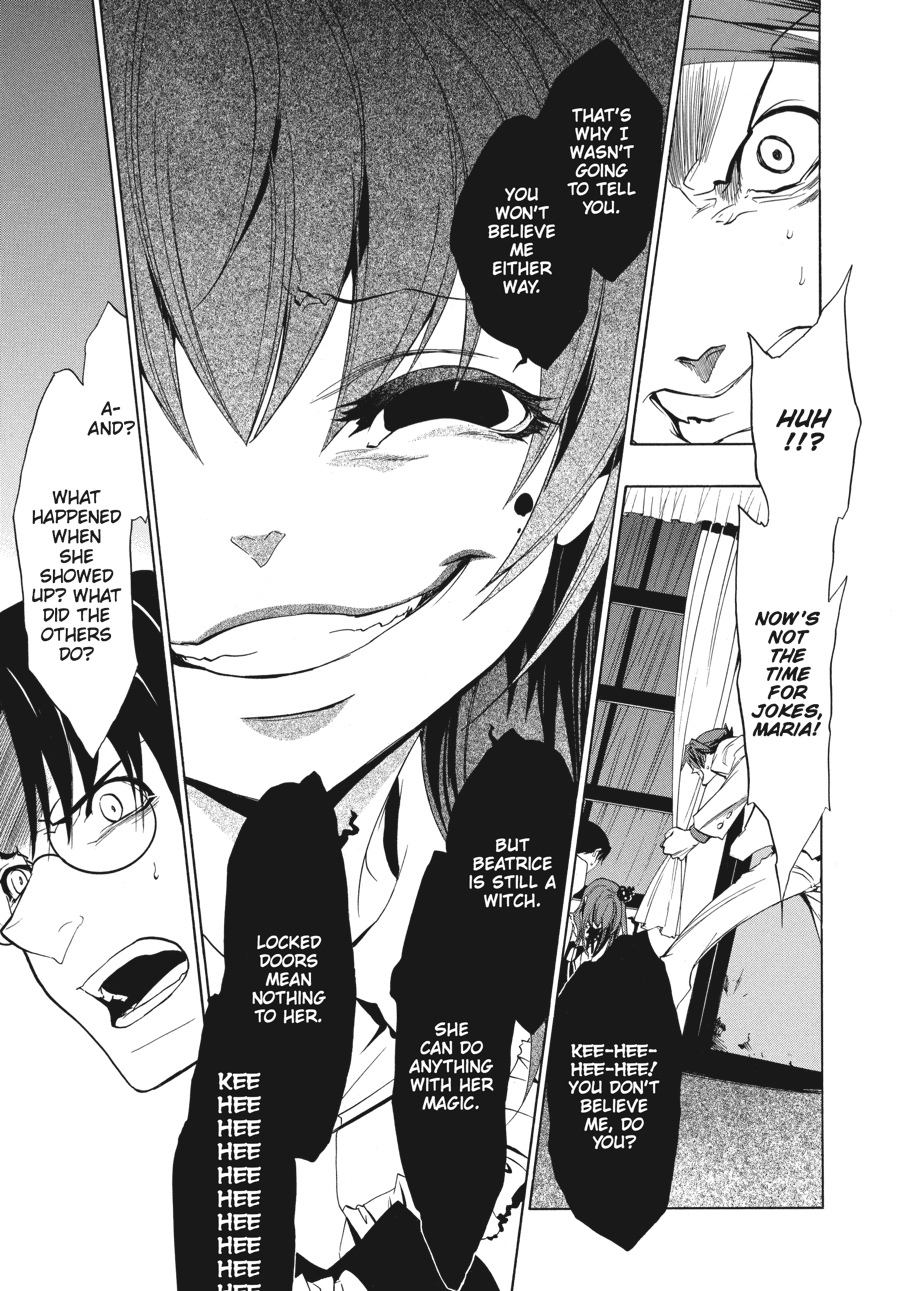 HUH
!!?
NOW'S
NOT
THE
TIME
FOR
JOKES,
MARIA!
KEE-HEE-
HEE-HEE!
YOU DON'T
BELIEVE
ME, DO
YOU?
THAT'S
WHY I
WASN'T
GOING
TO TELL
YOU.
YOU
WON'T
BELIEVE
ME
EITHER
WAY.
BUT
BEATRICE
IS STILL A
WITCH.
SHE
CAN DO
ANYTHING
WITH HER
MAGIC.
LOCKED
DOORS
MEAN
NOTHING
TO HER.
KEE
HEE
HEE
HEE
HEE
HEE
HEE
HEE
HEE
HEE
A-
AND?
WHAT
HAPPENED
WHEN
SHE
SHOWED
UP? WHAT
DID THE
OTHERS
DO?